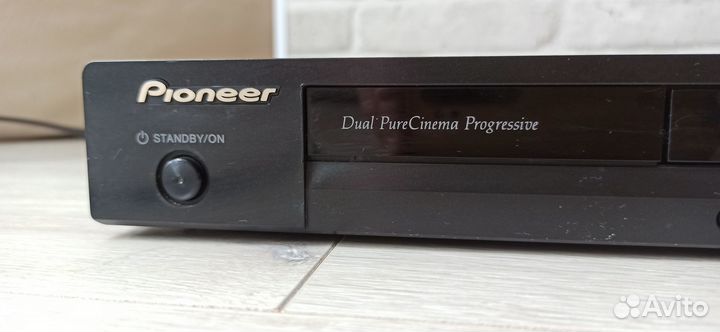 Pioneer
STANDBY/ON
Dual PureCinema Progressive
Avito